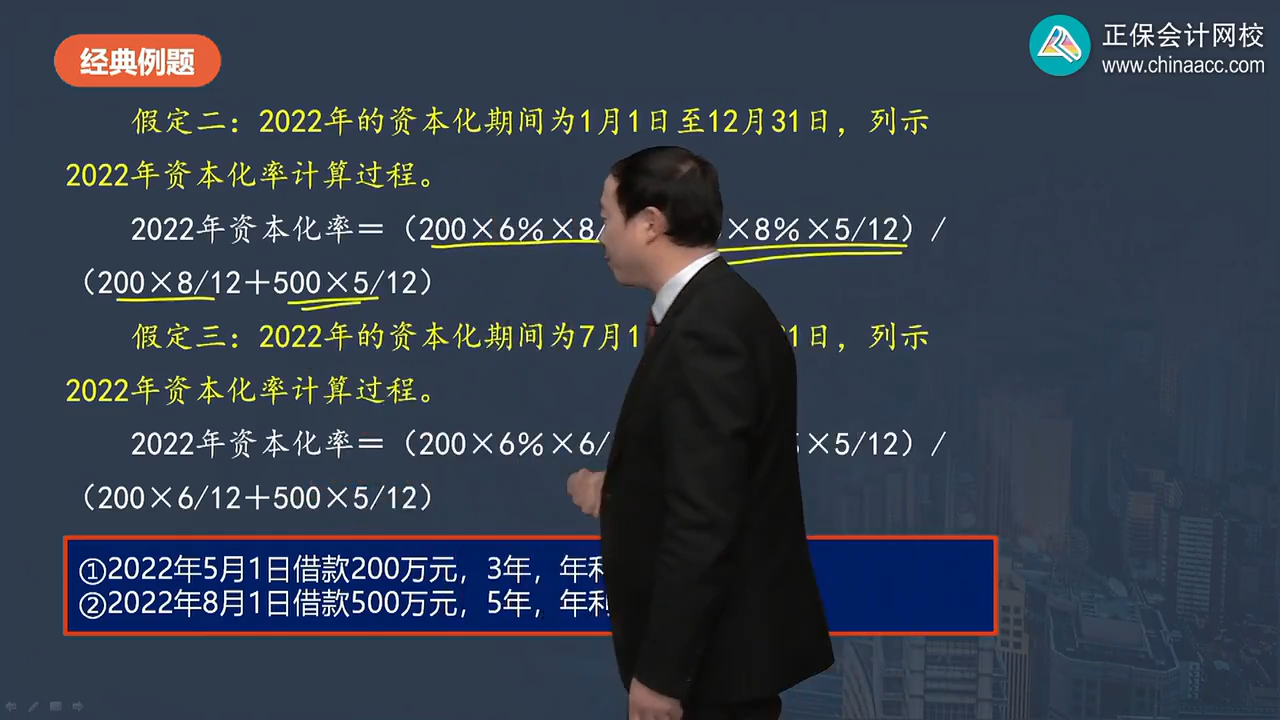 正保会计网校
www.chinaacc.com
经典例题
假定二：2022年的资本化期间为1月1日至12月31日，列示
2022年资本化率计算过程。
2022年资本化率＝（200×6%×8/ ×8%×5/12）/
（200×8/12＋500×5/12）
假定三：2022年的资本化期间为7月1 1日，列示
2022年资本化率计算过程。
2022年资本化率＝（200×6%×6/ ×5/12）/
（200×6/12＋500×5/12）
①2022年5月1日借款200万元，3年，年
②2022年8月1日借款500万元，5年，年